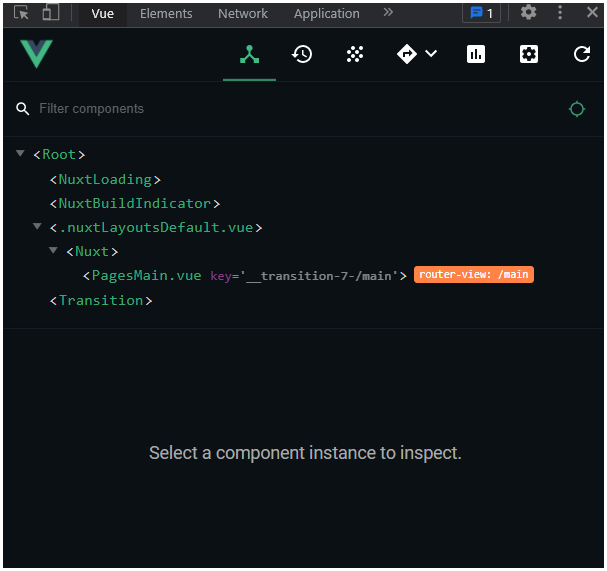 Vue Elements Network Application » 1
Filter components
<Root>
<NuxtLoading>
<NuxtBuildIndicator>
<.nuxtLayoutsDefault.vue>
<Nuxt>
<PagesMain.vue key='__transition-7-/main'> router-view: /main
<Transition>
Select a component instance to inspect.